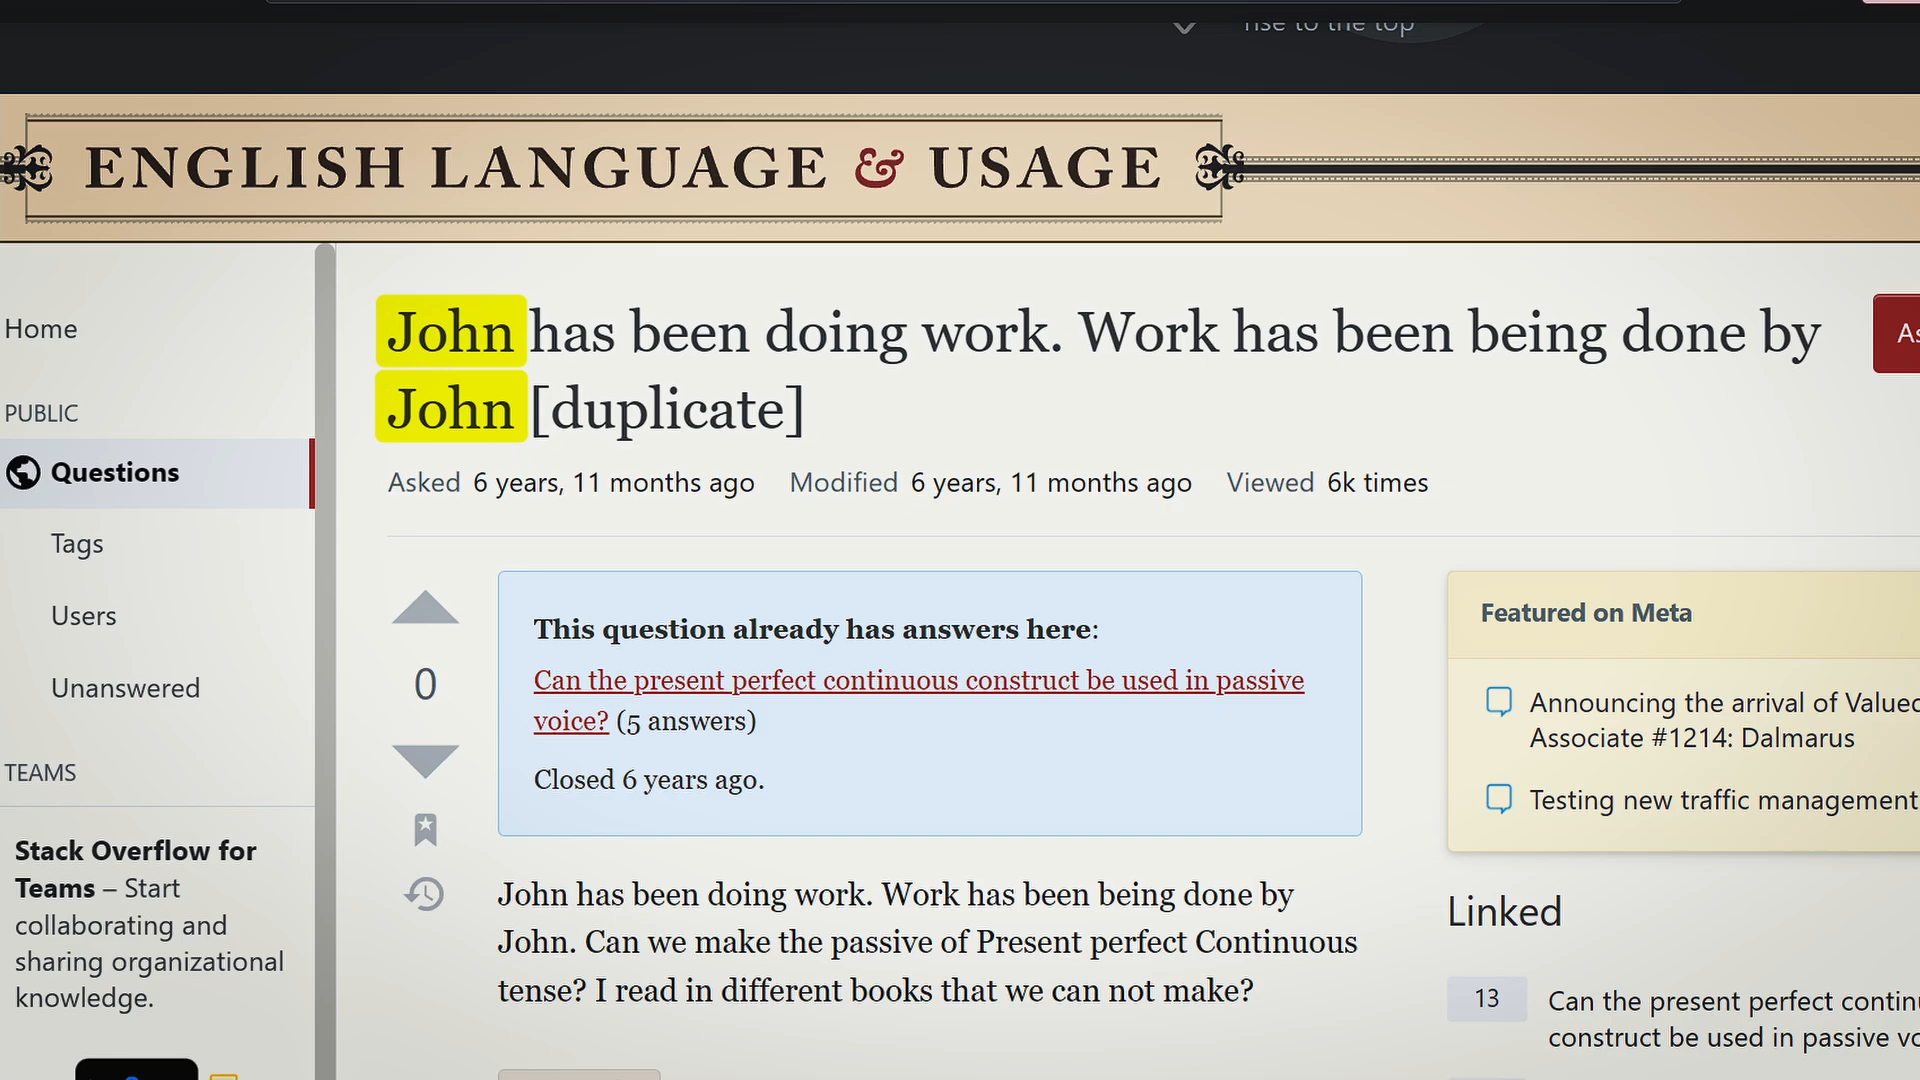 rise to the top
ENGLISH LANGUAGE & USAGE
Home
PUBLIC
Questions
Tags
Users
Unanswered
TEAMS
Stack Overflow for
Teams – Start
collaborating and
sharing organizational
knowledge.
John has been doing work. Work has been being done by
John [duplicate]
Asked 6 years, 11 months ago Modified 6 years, 11 months ago Viewed 6k times
0
This question already has answers here:
Can the present perfect continuous construct be used in passive
voice? (5 answers)
Closed 6 years ago.
John has been doing work. Work has been being done by
John. Can we make the passive of Present perfect Continuous
tense? I read in different books that we can not make?
Featured on Meta
Announcing the arrival of Valued
Associate #1214: Dalmarus
Testing new traffic management
Linked
13
Can the present perfect
construct be used in passive